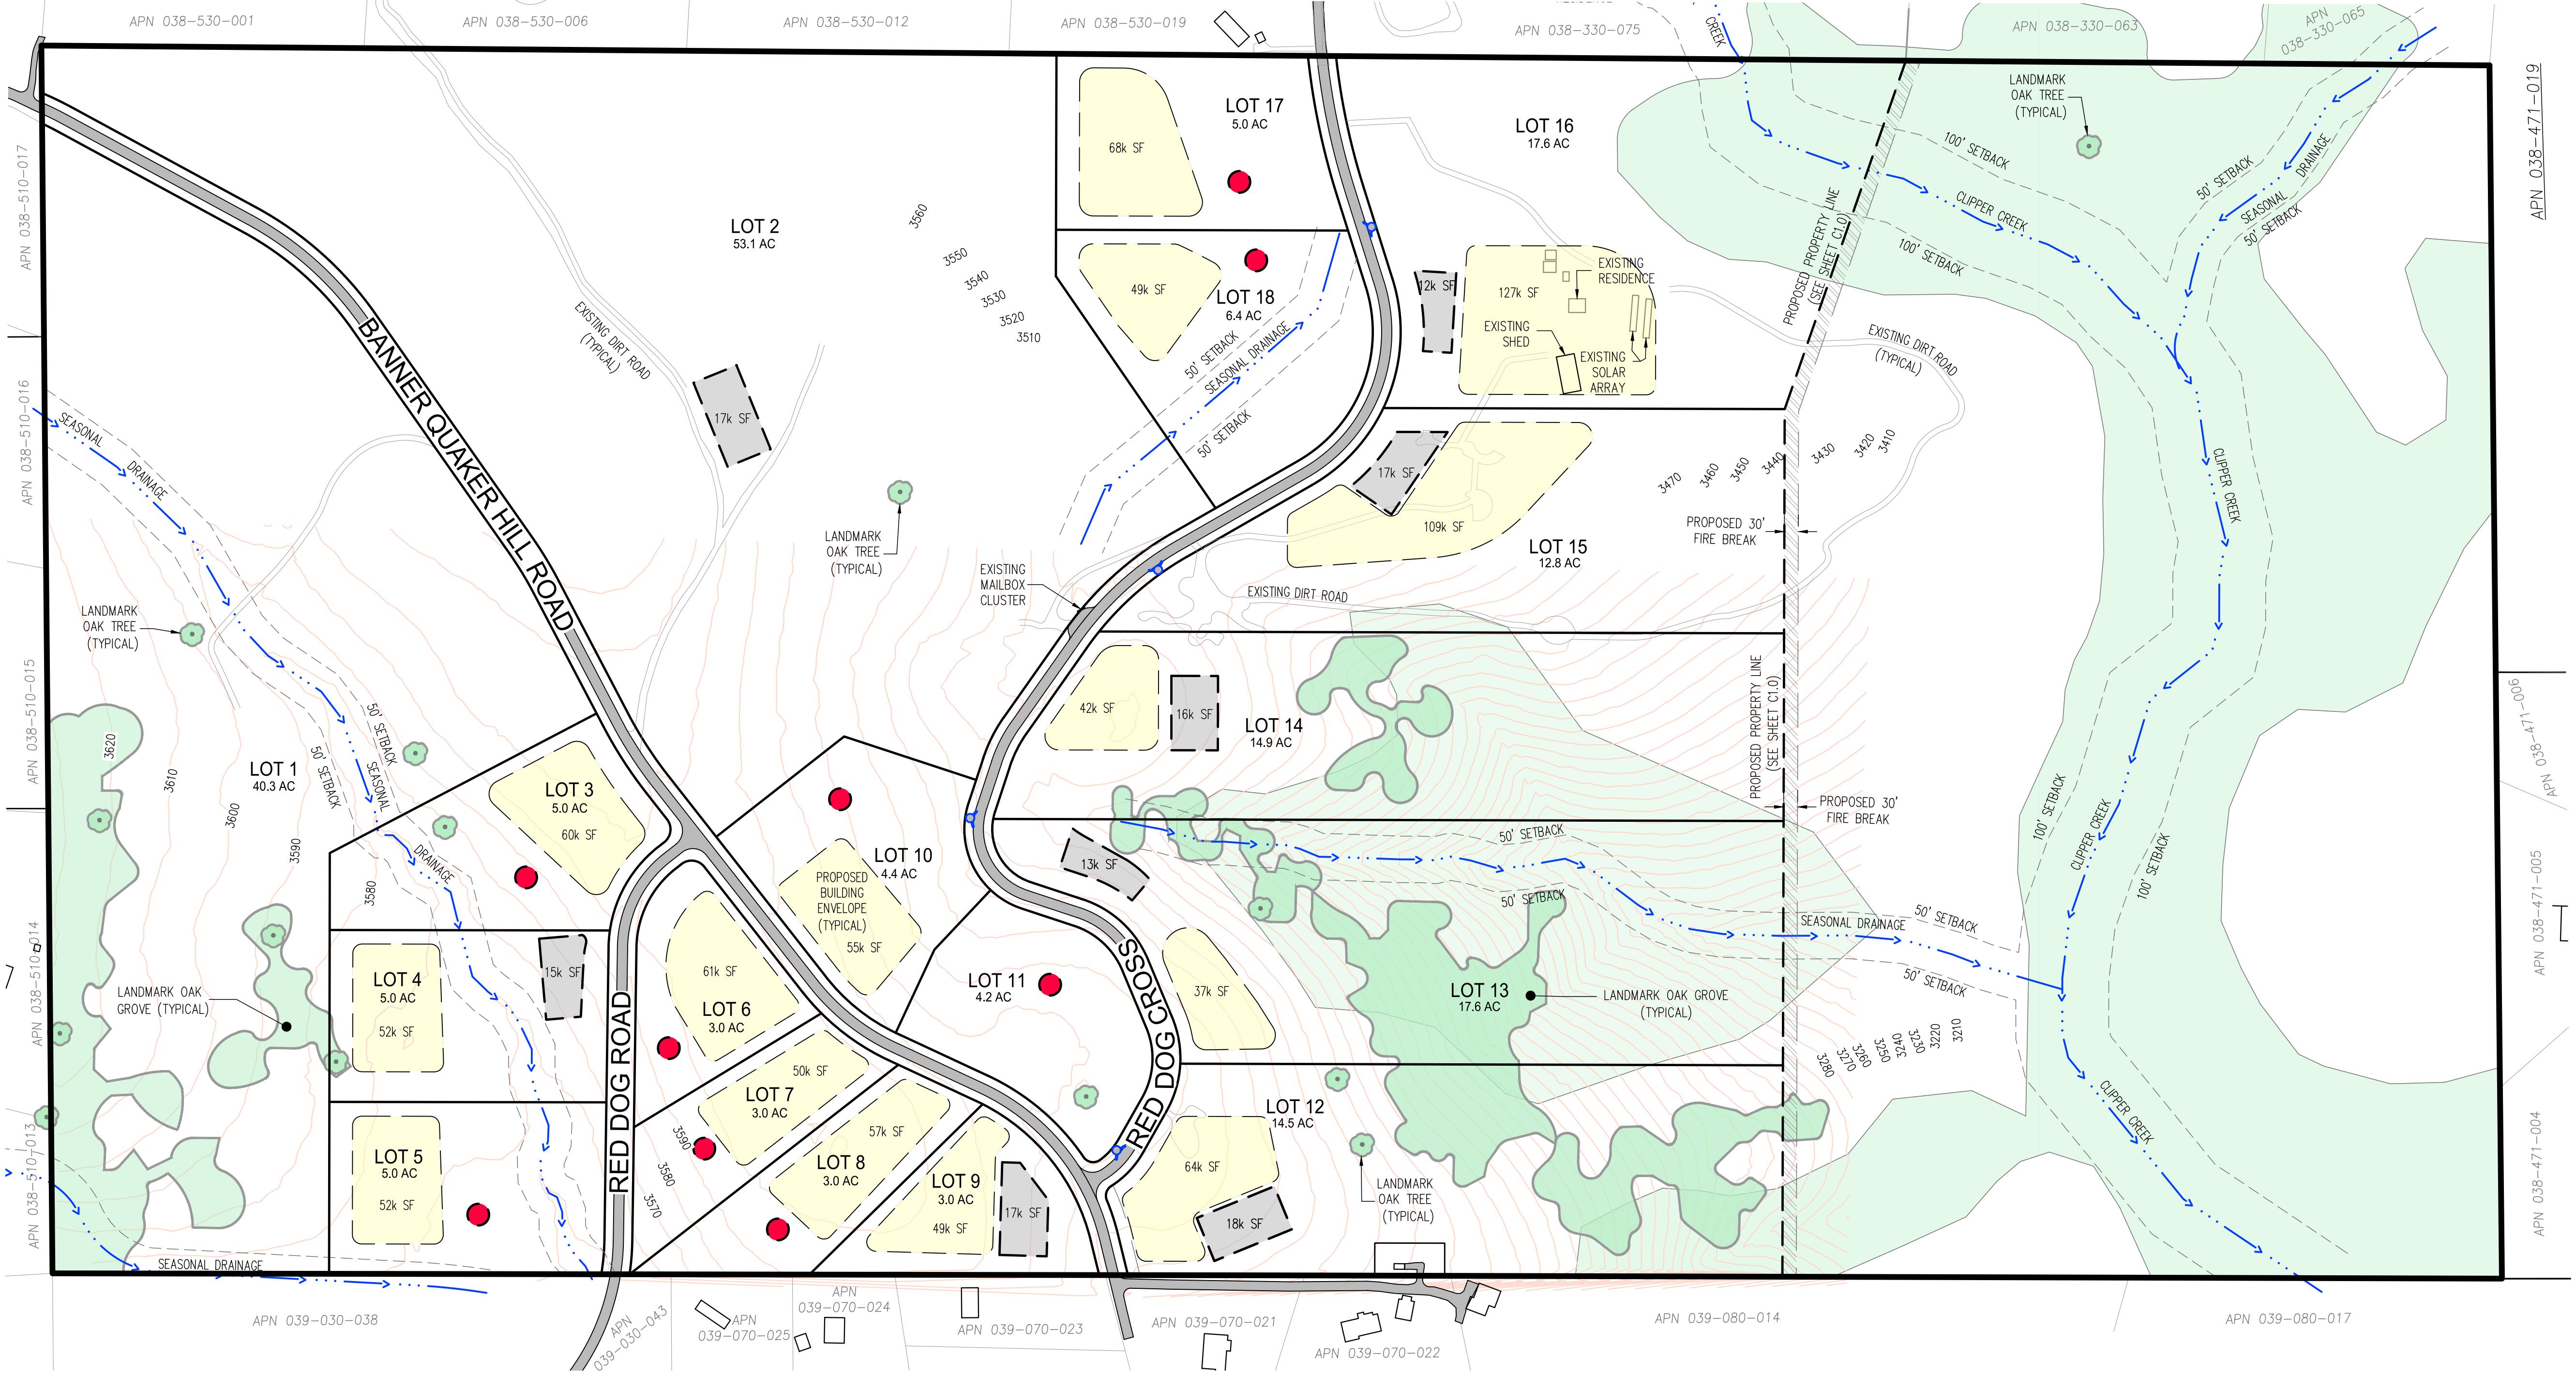 APN 038-530-001
APN 038-530-006
APN 038-530-012
APN 038-530-019
APN 038-330-075
APN 038-330-063
APN
038-330-065
APN 038-471-019
APN 038-510-017
APN 038-510-016
APN 038-510-015
APN 038-510-014
APN 038-510-013
CREEK
LOT 17
5.0 AC
68k SF
LOT 16
17.6 AC
LANDMARK
OAK TREE
(TYPICAL)
100' SETBACK
CLIPPER CREEK
100' SETBACK
50' SETBACK
SEASONAL
DRAINAGE
50' SETBACK
PROPOSED PROPERTY LINE
(SEE SHEET C1.0)
LOT 2
53.1 AC
3560
3550
3540
3530
3520
3510
49k SF
LOT 18
6.4 AC
50' SETBACK
SEASONAL DRAINAGE
50' SETBACK
12k SF
127k SF
EXISTING
RESIDENCE
EXISTING
SHED
EXISTING
SOLAR
ARRAY
EXISTING DIRT ROAD
(TYPICAL)
EXISTING DIRT ROAD
(TYPICAL)
BANNER QUAKER HILL ROAD
17k SF
SEASONAL
DRAINAGE
17k SF
109k SF
LOT 15
12.8 AC
3470
3460
3450
3440
3430
3420
3410
PROPOSED 30'
FIRE BREAK
CLIPPER CREEK
LANDMARK
OAK TREE
(TYPICAL)
EXISTING
MAILBOX
CLUSTER
EXISTING DIRT ROAD
LANDMARK
OAK TREE
(TYPICAL)
42k SF
16k SF
LOT 14
14.9 AC
PROPOSED PROPERTY LINE
(SEE SHEET C1.0)
PROPOSED 30'
FIRE BREAK
APN 038-471-006
3620
3610
3600
3590
3580
LOT 1
40.3 AC
50' SETBACK
SEASONAL
50' SETBACK
DRAINAGE
LOT 3
5.0 AC
60k SF
LOT 10
4.4 AC
PROPOSED
BUILDING
ENVELOPE
(TYPICAL)
55k SF
13k SF
50' SETBACK
50' SETBACK
SEASONAL DRAINAGE
50' SETBACK
50' SETBACK
100' SETBACK
CLIPPER CREEK
100' SETBACK
APN 038-471-005
LANDMARK OAK
GROVE (TYPICAL)
LOT 4
5.0 AC
52k SF
15k SF
61k SF
LOT 6
3.0 AC
LOT 11
4.2 AC
RED DOG CROSS
37k SF
LOT 13
17.6 AC
LANDMARK OAK GROVE
(TYPICAL)
3280
3270
3260
3250
3240
3230
3220
3210
RED DOG ROAD
50k SF
LOT 7
3.0 AC
57k SF
LOT 8
3.0 AC
3590
3580
3570
LOT 5
5.0 AC
52k SF
LOT 9
3.0 AC
49k SF
17k SF
RED DOG CROSS
LOT 12
14.5 AC
64k SF
18k SF
LANDMARK
OAK TREE
(TYPICAL)
CLIPPER CREEK
APN 038-471-004
SEASONAL DRAINAGE
APN 039-030-038
APN
039-030-043
APN
039-070-025
APN
039-070-024
APN 039-070-023
APN 039-070-021
APN 039-070-022
APN 039-080-014
APN 039-080-017